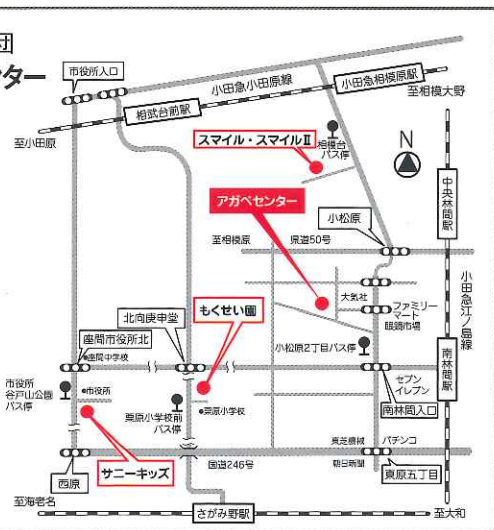 団
ター
市役所入口
小田急小田原線
小田急相模原駅
至相模大野
相武台前駅
至小田原
スマイル・スマイルⅡ
相模台
バス停
N
アガペセンター
小松原
中央林間駅
至相模原
県道50号
小田急江ノ島線
大気社
ファミリー
マート
眼鏡市場
北向庚申堂
もくせい園
座間市役所北
小松原2丁目バス停
座間中学校
南林間駅
市役所
谷戸山公園
バス停
市役所
栗原小学校前
バス停
栗原小学校
セブン
イレブン
南林間入口
東芝機械
パチンコ
朝日新聞
西原
サニーキッズ
国道246号
東原五丁目
至海老名
さがみ野駅
至大和